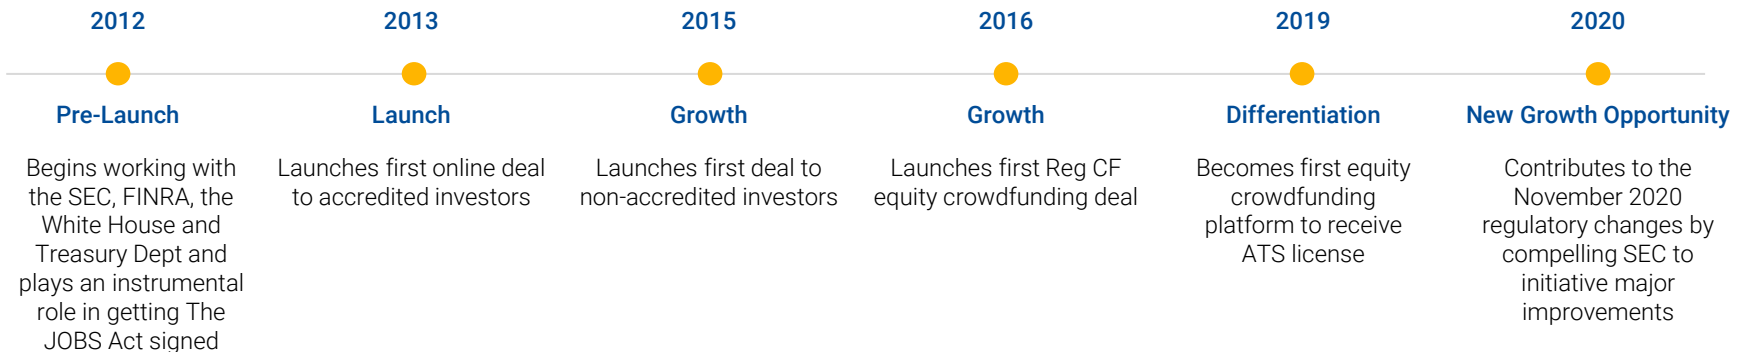 2012
Pre-Launch
Begins working with
the SEC, FINRA, the
White House and
Treasury Dept and
plays an instrumental
role in getting The
JOBS Act signed
2013
Launch
Launches first online deal
to accredited investors
2015
Growth
Launches first deal to
non-accredited investors
2016
Growth
Launches first Reg CF
equity crowdfunding deal
2019
Differentiation
Becomes first equity
crowdfunding
platform to receive
ATS license
2020
New Growth Opportunity
Contributes to the
November 2020
regulatory changes by
compelling SEC to
initiative major
improvements